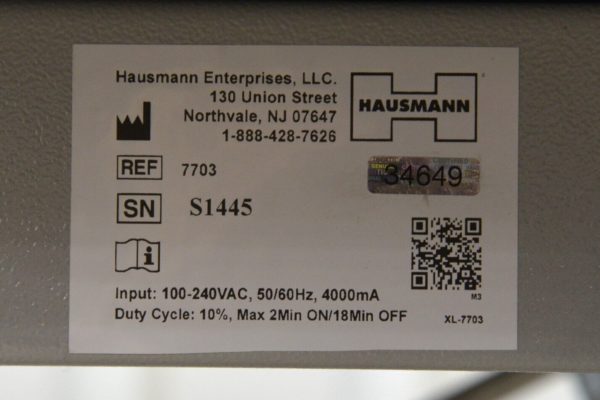 Hausmann Enterprises, LLC.
130 Union Street
Northvale, NJ 07647
1-888-428-7626
HAUSMANN
REF 7703
34649
SN S1445
M3
Input: 100-240VAC, 50/60Hz, 4000mA
Duty Cycle: 10%, Max 2Min ON/18Min OFF
XL-7703